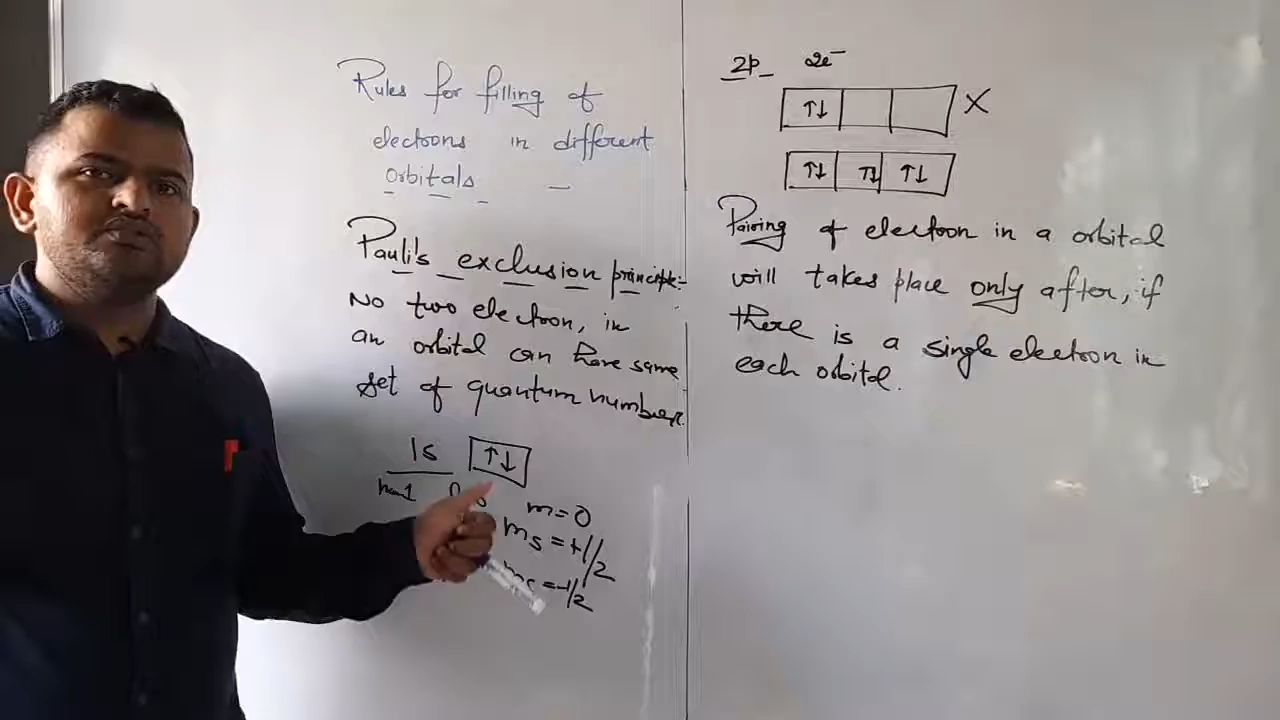 Rules for filling of
electrons in different
orbitals
Pauli's exclusion principle:-
No two electron, in
an orbital can have same
set of quantum number.
1s ↑↓
n=1
m=0
ms=+1/2
=-1/2
2p 2e⁻
↑↓ X
↑↓ ↑↓ ↑↓
Pairing of electron in a orbital
will takes place only after, if
there is a single electron in
each orbital.